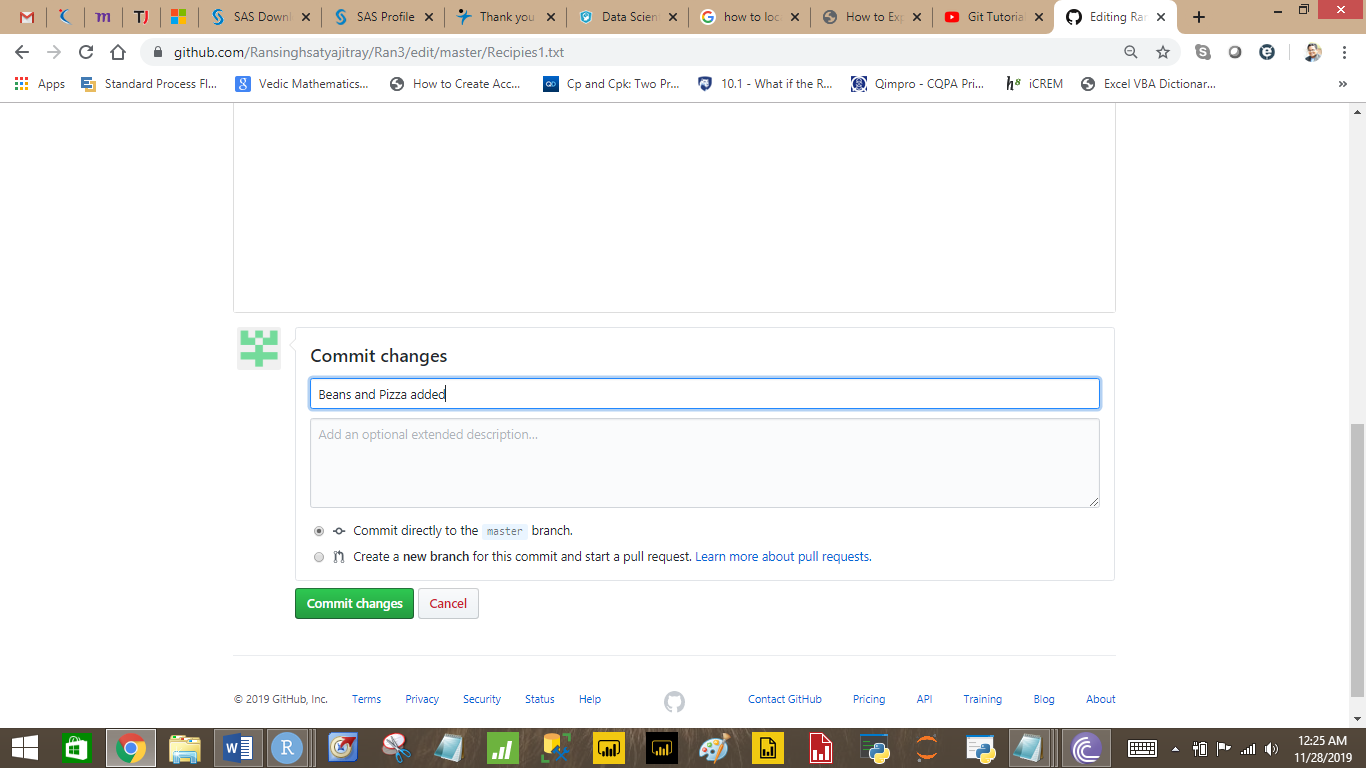 SAS Downl
SAS Profile
Thank you
Data Scien
how to loc
How to Exp
Git Tutoria
Editing Ran
github.com/Ransinghsatyajitray/Ran3/edit/master/Recipies1.txt
Apps
Standard Process Fl...
Vedic Mathematics...
How to Create Acc...
Cp and Cpk: Two Pr...
10.1 - What if the R...
Qimpro - CQPA Pri...
iCREM
Excel VBA Dictionar...
»
Commit changes
Beans and Pizza added
Add an optional extended description...
Commit directly to the master branch.
Create a new branch for this commit and start a pull request. Learn more about pull requests.
Commit changes
Cancel
© 2019 GitHub, Inc.
Terms
Privacy
Security
Status
Help
Contact GitHub
Pricing
API
Training
Blog
About
12:25 AM
11/28/2019